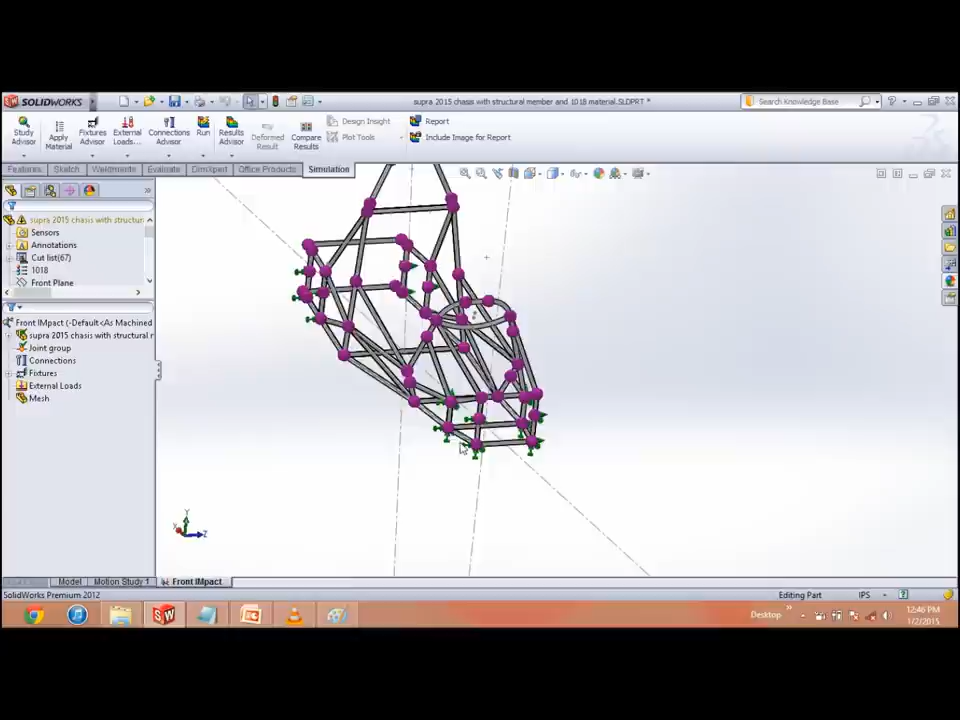 SOLIDWORKS
supra 2015 chasis with structural member and 1018 material.SLDPRT *
Search Knowledge Base
Study Advisor
Apply Material
Fixtures Advisor
External Loads...
Connections Advisor
Run
Results Advisor
Deformed Result
Compare Results
Design Insight
Plot Tools
Report
Include Image for Report
Features
Sketch
Weldments
Evaluate
DimXpert
Office Products
Simulation
supra 2015 chasis with structur
Sensors
Annotations
Cut list(67)
1018
Front Plane
Front IMpact (-Default<As Machined
supra 2015 chasis with structural r
Joint group
Connections
Fixtures
External Loads
Mesh
Y
X
Z
Model
Motion Study 1
Front IMpact
SolidWorks Premium 2012
Editing Part
IPS
Desktop
12:46 PM
1/2/2015